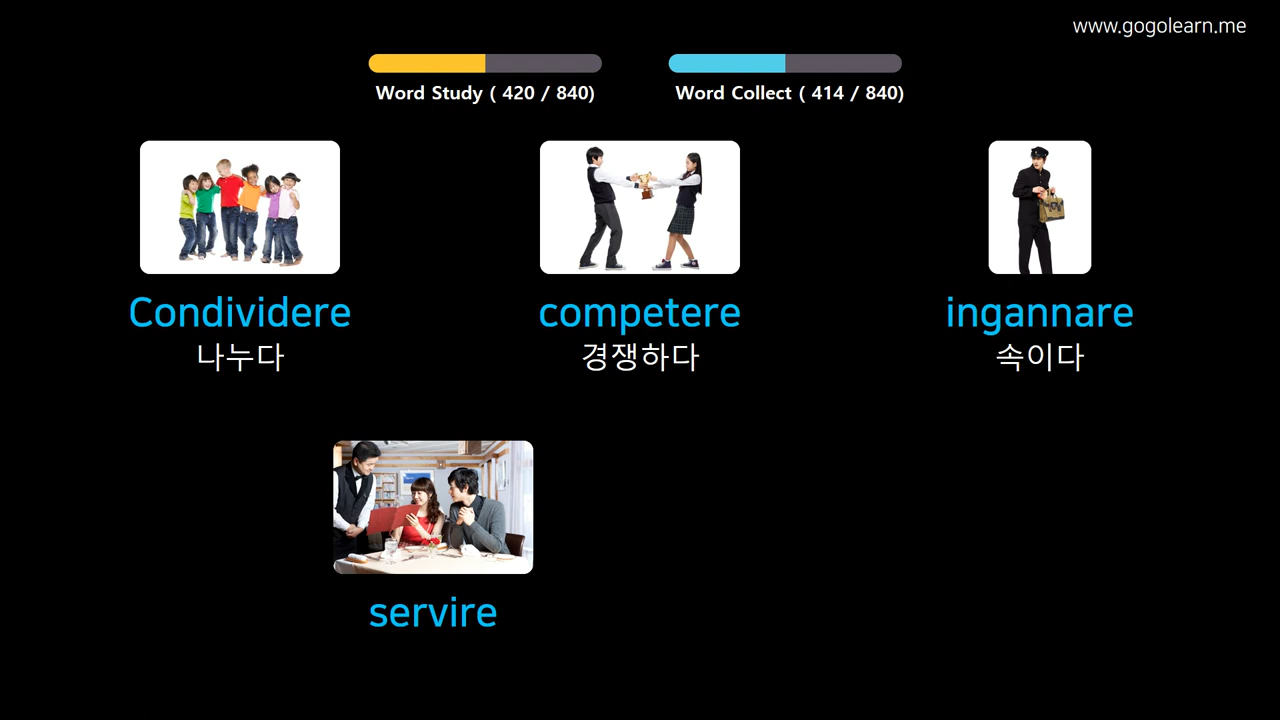 www.gogolearn.me
Word Study ( 420 / 840)
Word Collect ( 414 / 840)
Condividere
나누다
competere
경쟁하다
ingannare
속이다
servire